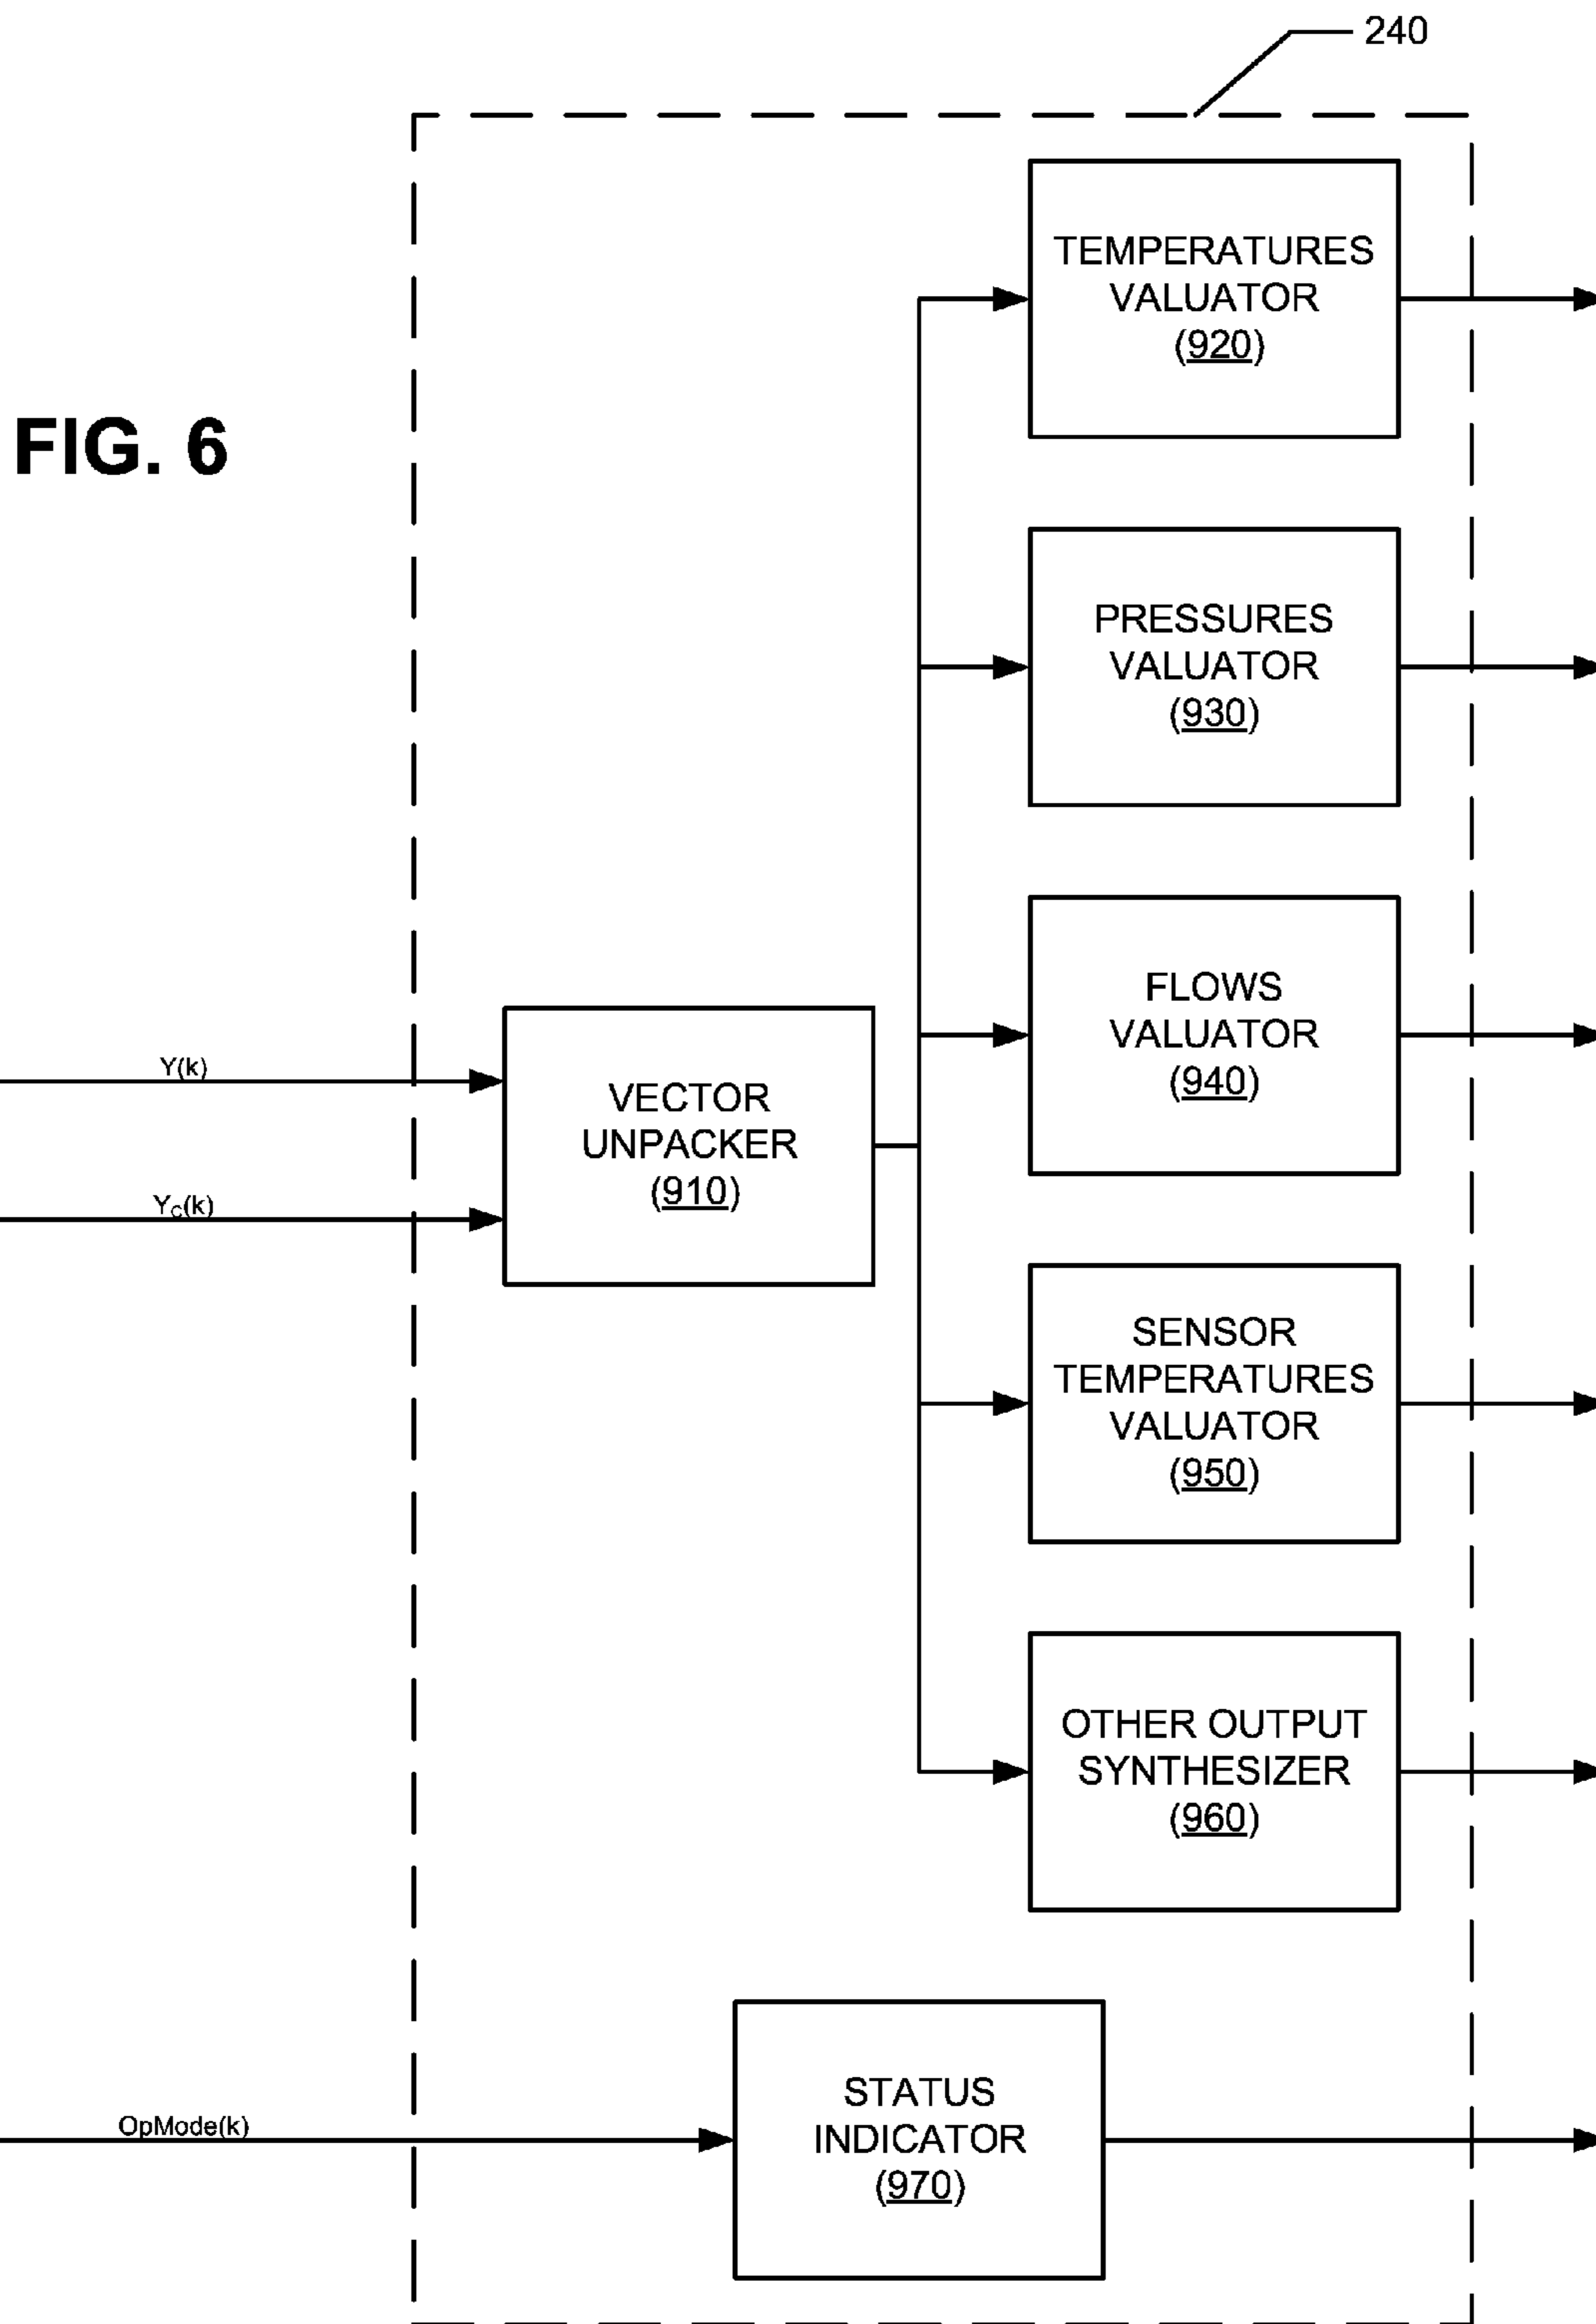 240
FIG. 6
TEMPERATURES
VALUATOR
(920)
PRESSURES
VALUATOR
(930)
FLOWS
VALUATOR
(940)
Y(k)
VECTOR
UNPACKER
(910)
Y_C(k)
SENSOR
TEMPERATURES
VALUATOR
(950)
OTHER OUTPUT
SYNTHESIZER
(960)
OpMode(k)
STATUS
INDICATOR
(970)